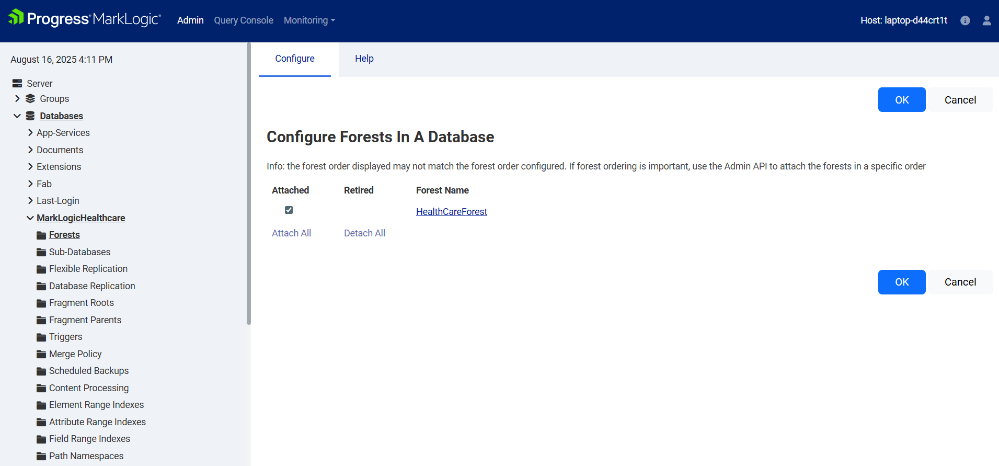 Progress® MarkLogic® Admin Query Console Monitoring Host: laptop-d44crt1t
August 16, 2025 4:11 PM
Server
Groups
Databases
App-Services
Documents
Extensions
Fab
Last-Login
MarkLogicHealthcare
Forests
Sub-Databases
Flexible Replication
Database Replication
Fragment Roots
Fragment Parents
Triggers
Merge Policy
Scheduled Backups
Content Processing
Element Range Indexes
Attribute Range Indexes
Field Range Indexes
Path Namespaces
Configure Help
OK Cancel
Configure Forests In A Database
Info: the forest order displayed may not match the forest order configured. If forest ordering is important, use the Admin API to attach the forests in a specific order
Attached Retired Forest Name
HealthCareForest
Attach All Detach All
OK Cancel